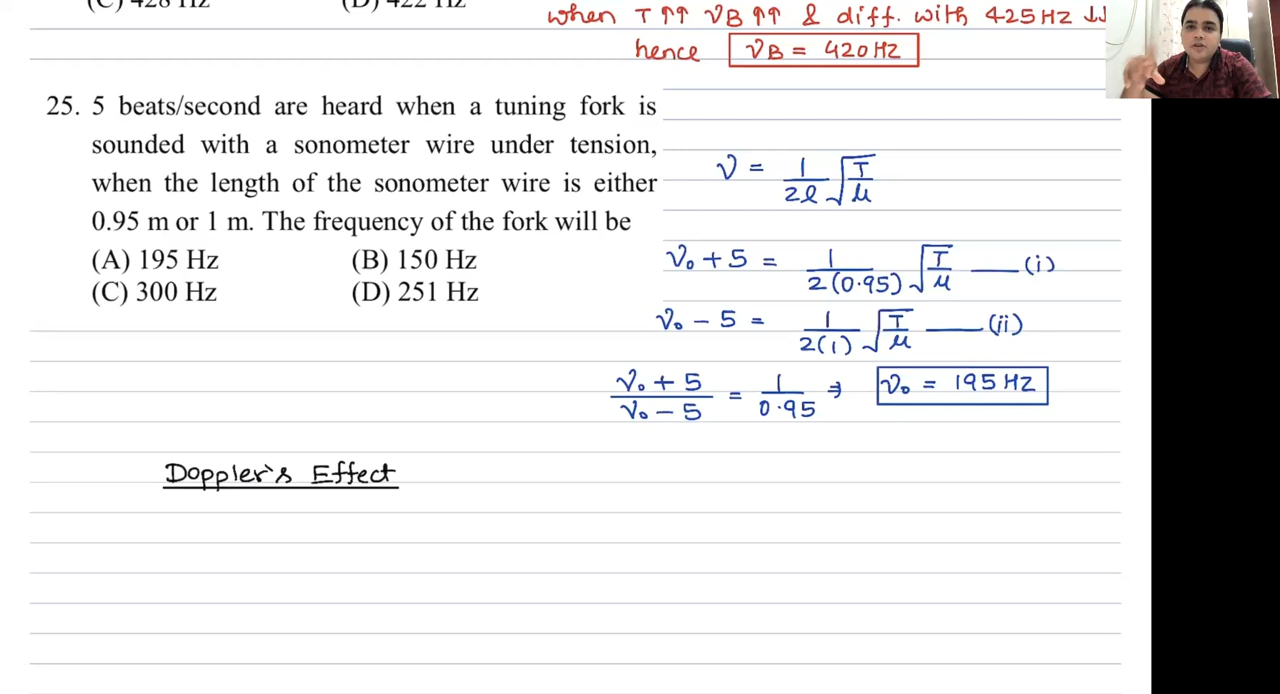 (C) 428 Hz (D) 422 Hz
when T↑↑ νB↑↑ & diff. with 425Hz ↓↓
hence νB = 420Hz
25. 5 beats/second are heard when a tuning fork is
sounded with a sonometer wire under tension,
when the length of the sonometer wire is either
0.95 m or 1 m. The frequency of the fork will be
(A) 195 Hz (B) 150 Hz
(C) 300 Hz (D) 251 Hz
ν = 1/2l √T/μ
ν₀ + 5 = 1/2(0.95) √T/μ —— (i)
ν₀ - 5 = 1/2(1) √T/μ —— (ii)
ν₀ + 5/ν₀ - 5 = 1/0.95 ⇒ ν₀ = 195 Hz
Doppler's Effect